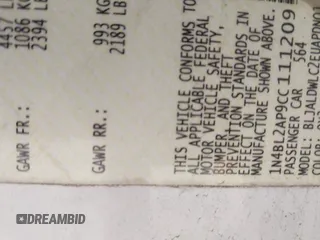 4457 L
GAWR FR.: 1086 KG
2394 LB
GAWR RR.: 993 KG
2189 LB
THIS VEHICLE CONFORMS TO
ALL APPLICABLE FEDERAL
MOTOR VEHICLE SAFETY,
BUMPER, AND THEFT
PREVENTION STANDARDS IN
EFFECT ON THE DATE OF
MANUFACTURE SHOWN ABOVE.
1N4BL2AP9CC111209
PASSENGER CAR 564
MODEL: BLJALDWLC2EUAPDMO
COLOR:
DREAMBID